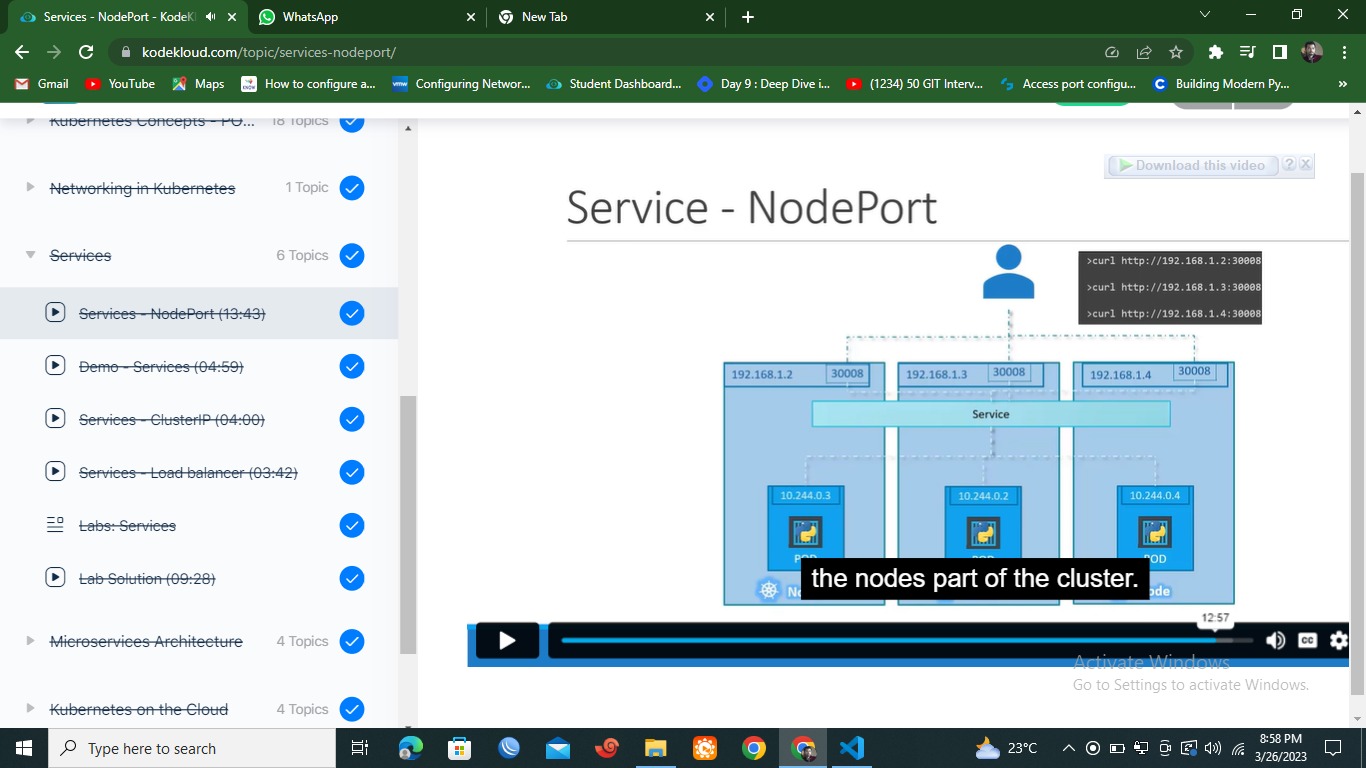 Services - NodePort - KodeKl
WhatsApp
New Tab
kodekloud.com/topic/services-nodeport/
Gmail
YouTube
Maps
How to configure a...
Configuring Networ...
Student Dashboard...
Day 9 : Deep Dive i...
(1234) 50 GIT Interv...
Access port configu...
Building Modern Py...
»
Kubernetes Concepts - PO... 18 Topics
Networking in Kubernetes 1 Topic
Services 6 Topics
Services - NodePort (13:43)
Demo - Services (04:59)
Services - ClusterIP (04:00)
Services - Load balancer (03:42)
Labs: Services
Lab Solution (09:28)
Microservices Architecture 4 Topics
Kubernetes on the Cloud 4 Topics
Download this video ? X
Service - NodePort
>curl http://192.168.1.2:30008
>curl http://192.168.1.3:30008
>curl http://192.168.1.4:30008
192.168.1.2 30008
192.168.1.3 30008
192.168.1.4 30008
Service
10.244.0.3
10.244.0.2
10.244.0.4
POD
POD
the nodes part of the cluster.
12:57
CC
Activate Windows
Go to Settings to activate Windows.
Type here to search
23°C
8:58 PM
3/26/2023